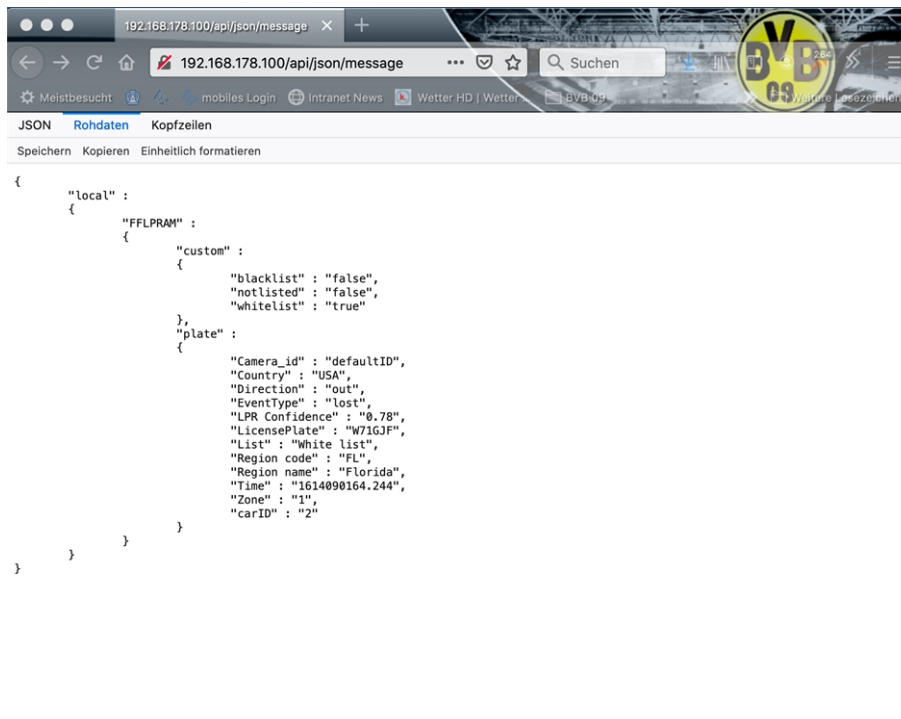 192.168.178.100/api/json/message
192.168.178.100/api/json/message
Suchen
BVB
09
264
Meistbesucht
mobiles Login
Intranet News
Wetter HD | Wetter ...
BVB 09
Weitere Lesezeichen
JSON Rohdaten Kopfzeilen
Speichern Kopieren Einheitlich formatieren
{
"local" :
{
"FFLPRAM" :
{
"custom" :
{
"blacklist" : "false",
"notlisted" : "false",
"whitelist" : "true"
},
"plate" :
{
"Camera_id" : "defaultID",
"Country" : "USA",
"Direction" : "out",
"EventType" : "lost",
"LPR Confidence" : "0.78",
"LicensePlate" : "W71GJF",
"List" : "White list",
"Region code" : "FL",
"Region name" : "Florida",
"Time" : "1614090164.244",
"Zone" : "1",
"carID" : "2"
}
}
}
}